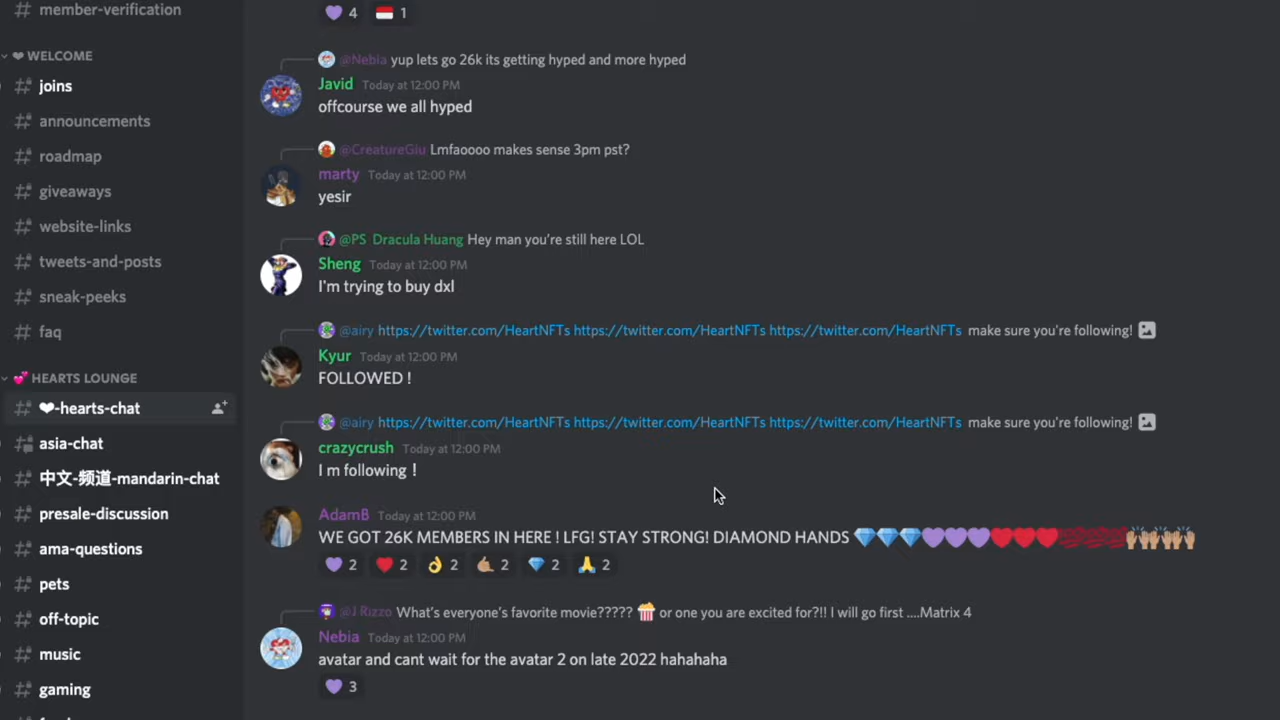 member-verification
WELCOME
joins
announcements
roadmap
giveaways
website-links
tweets-and-posts
sneak-peeks
faq
HEARTS LOUNGE
❤-hearts-chat
asia-chat
中文-频道-mandarin-chat
presale-discussion
ama-questions
pets
off-topic
music
gaming
4 1
@Nebia yup lets go 26k its getting hyped and more hyped
Javid Today at 12:00 PM
offcourse we all hyped
@CreatureGiu Lmfaoooo makes sense 3pm pst?
marty Today at 12:00 PM
yesir
@PS Dracula Huang Hey man you're still here LOL
Sheng Today at 12:00 PM
I'm trying to buy dxl
@airy https://twitter.com/HeartNFTs https://twitter.com/HeartNFTs https://twitter.com/HeartNFTs make sure you're following!
Kyur Today at 12:00 PM
FOLLOWED !
@airy https://twitter.com/HeartNFTs https://twitter.com/HeartNFTs https://twitter.com/HeartNFTs make sure you're following!
crazycrush Today at 12:00 PM
I m following !
AdamB Today at 12:00 PM
WE GOT 26K MEMBERS IN HERE ! LFG! STAY STRONG! DIAMOND HANDS 💎💎💎💜💜💜❤❤❤🙌🏽🙌🏽🙌🏽
2 2 2 2 2 2
@J Rizzo What's everyone's favorite movie????? 🍿 or one you are excited for?!! I will go first ....Matrix 4
Nebia Today at 12:00 PM
avatar and cant wait for the avatar 2 on late 2022 hahahaha
3